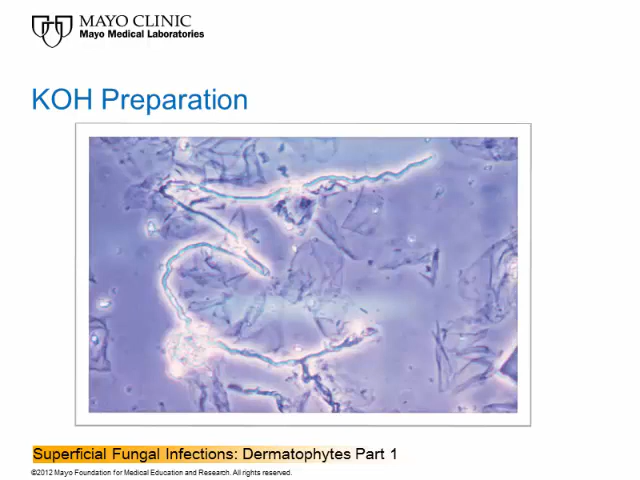 MAYO CLINIC
Mayo Medical Laboratories
KOH Preparation
Superficial Fungal Infections: Dermatophytes Part 1
©2012 Mayo Foundation for Medical Education and Research. All rights reserved.